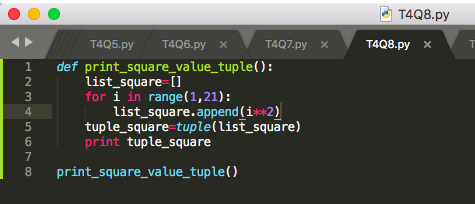 T4Q8.py
T4Q5.py T4Q6.py × T4Q7.py × T4Q8.py × T
1 def print_square_value_tuple():
2     list_square=[]
3     for i in range(1,21):
4         list_square.append(i**2)
5     tuple_square=tuple(list_square)
6     print tuple_square
7
8 print_square_value_tuple()